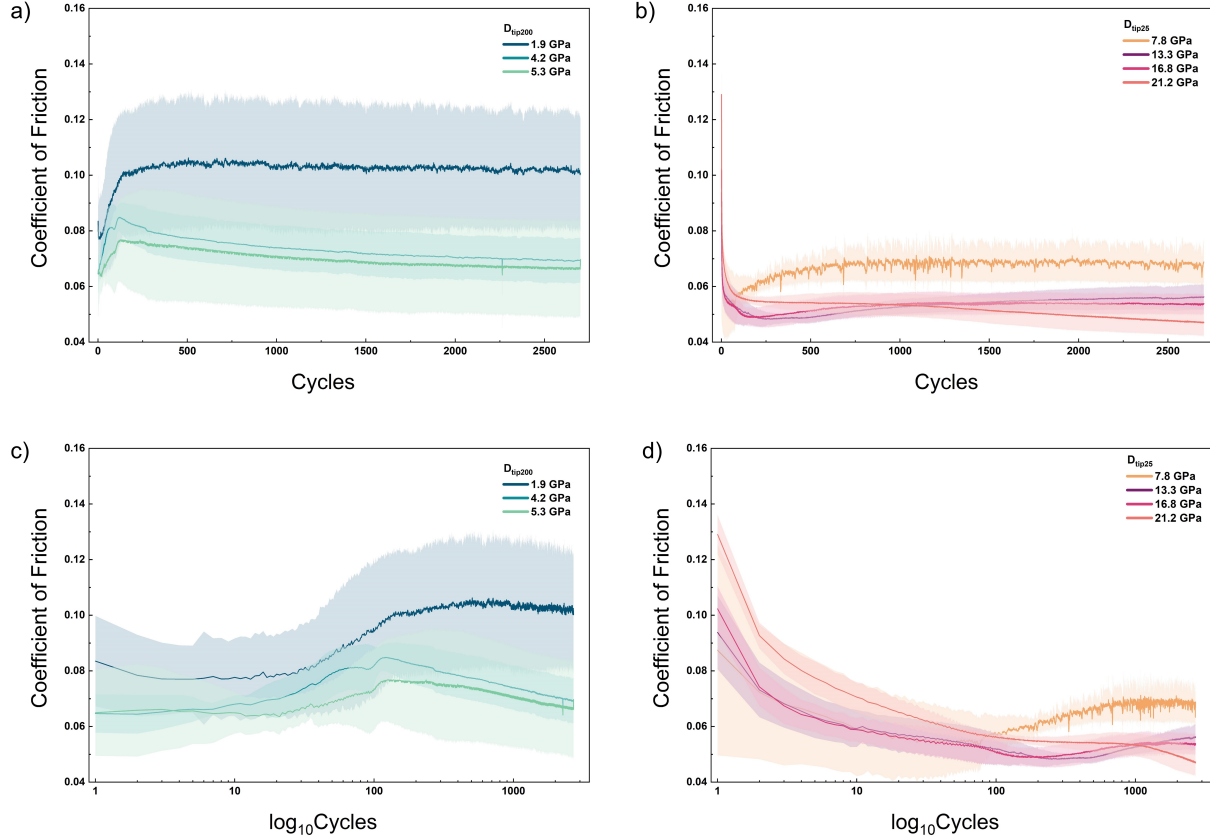 a)
0.16
0.14
0.12
0.10
0.08
0.06
0.04
Coefficient of Friction
0 500 1000 1500 2000 2500
Cycles
D_tip200
1.9 GPa
4.2 GPa
5.3 GPa
b)
0.16
0.14
0.12
0.10
0.08
0.06
0.04
Coefficient of Friction
0 500 1000 1500 2000 2500
Cycles
D_tip25
7.8 GPa
13.3 GPa
16.8 GPa
21.2 GPa
c)
0.16
0.14
0.12
0.10
0.08
0.06
0.04
Coefficient of Friction
1 10 100 1000
log₁₀Cycles
D_tip200
1.9 GPa
4.2 GPa
5.3 GPa
d)
0.16
0.14
0.12
0.10
0.08
0.06
0.04
Coefficient of Friction
1 10 100 1000
log₁₀Cycles
D_tip25
7.8 GPa
13.3 GPa
16.8 GPa
21.2 GPa